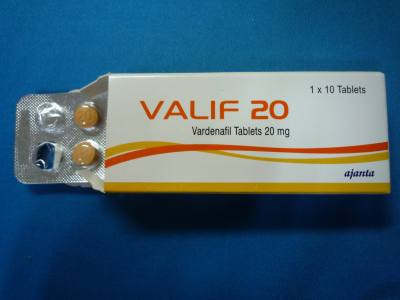 1 x 10 Tablets
VALIF 20
Vardenafil Tablets 20 mg
ajanta